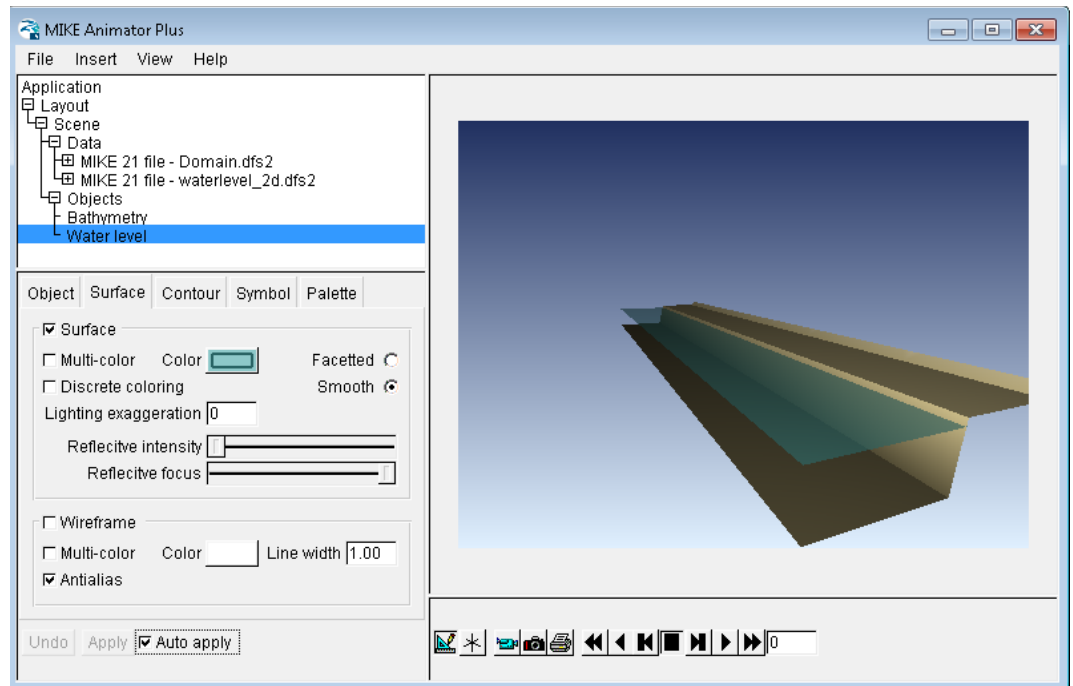 MIKE Animator Plus
File Insert View Help
Application
Layout
Scene
Data
MIKE 21 file - Domain.dfs2
MIKE 21 file - waterlevel_2d.dfs2
Objects
Bathymetry
Water level
Object Surface Contour Symbol Palette
Surface
Multi-color Color Facetted
Discrete coloring Smooth
Lighting exaggeration 0
Reflecitve intensity
Reflecitve focus
Wireframe
Multi-color Color Line width 1.00
Antialias
Undo Apply Auto apply
0